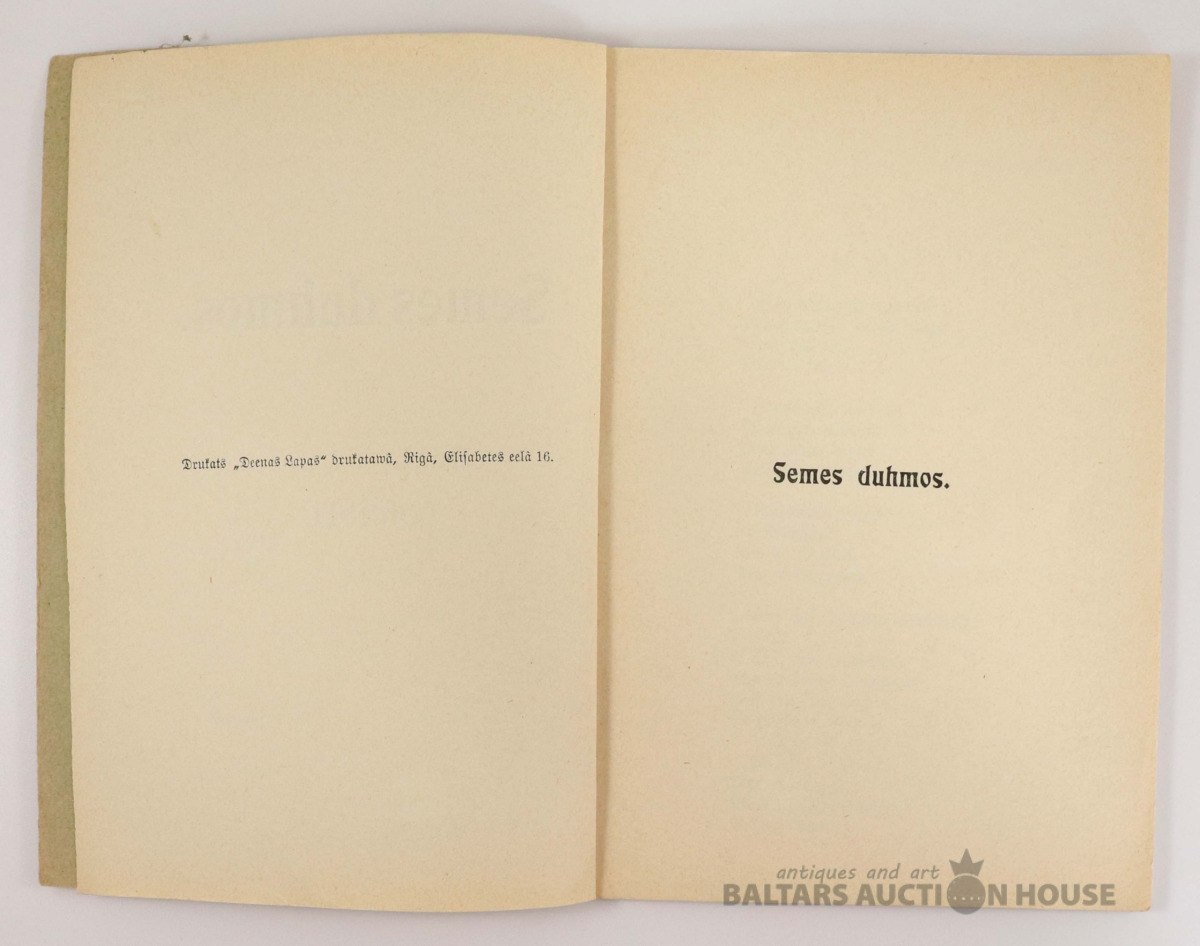 Drukats „Deenas Lapas“ drukatawâ, Rigâ, Eliſabetes eelâ 16.
Semes duhmos.
antiques and art
BALTARS AUCTION HOUSE